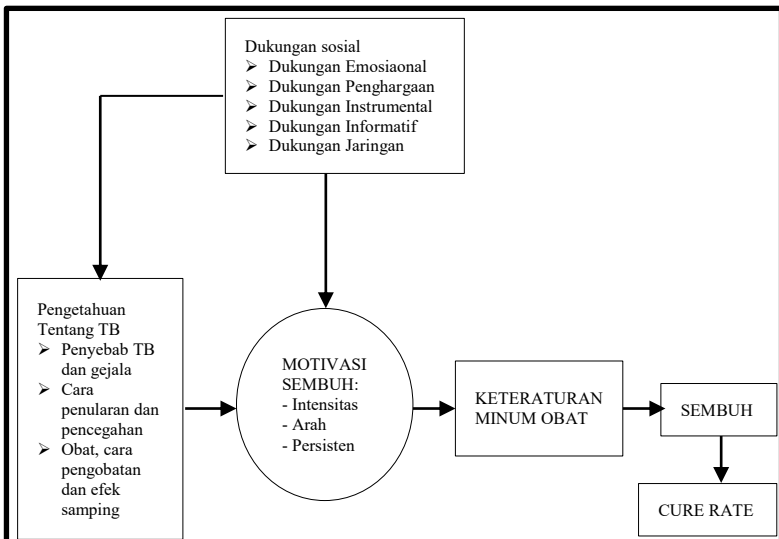 Dukungan sosial
➢ Dukungan Emosiaonal
➢ Dukungan Penghargaan
➢ Dukungan Instrumental
➢ Dukungan Informatif
➢ Dukungan Jaringan
Pengetahuan
Tentang TB
➢ Penyebab TB
dan gejala
➢ Cara
penularan dan
pencegahan
➢ Obat, cara
pengobatan
dan efek
samping
MOTIVASI
SEMBUH:
- Intensitas
- Arah
- Persisten
KETERATURAN
MINUM OBAT
SEMBUH
CURE RATE